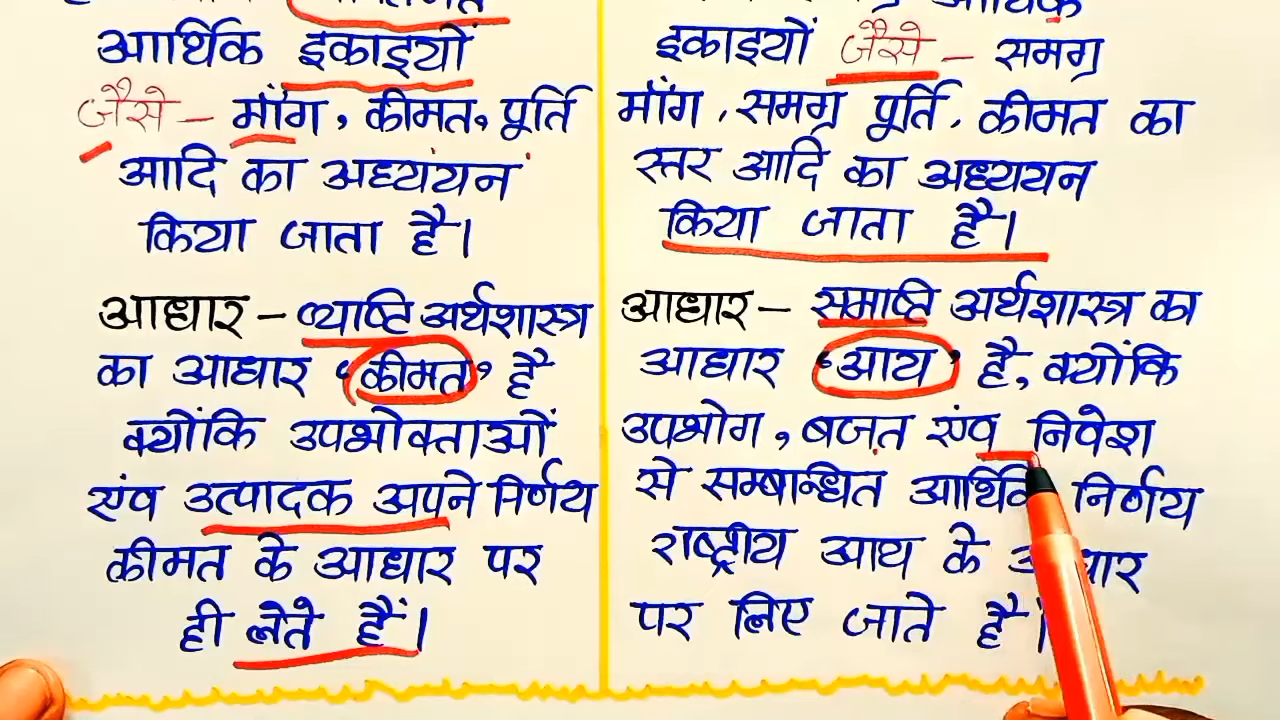 आर्थिक इकाइयों
जैसे – माँग, कीमत, पूर्ति
आदि का अध्ययन
किया जाता है।
आधार – व्यष्टि अर्थशास्त्र
का आधार 'कीमत' है
क्योंकि उपभोक्ताओं
एंव उत्पादक अपने निर्णय
कीमत के आधार पर
ही लेते हैं।
इकाइयों जैसे – समग्र
माँग, समग्र पूर्ति, कीमत का
स्तर आदि का अध्ययन
किया जाता है।
आधार – समष्टि अर्थशास्त्र का
आधार 'आय' है, क्योंकि
उपभोग, बजत एंव निवेश
से सम्बन्धित आर्थिक निर्णय
राष्ट्रीय आय के आधार
पर लिए जाते है।